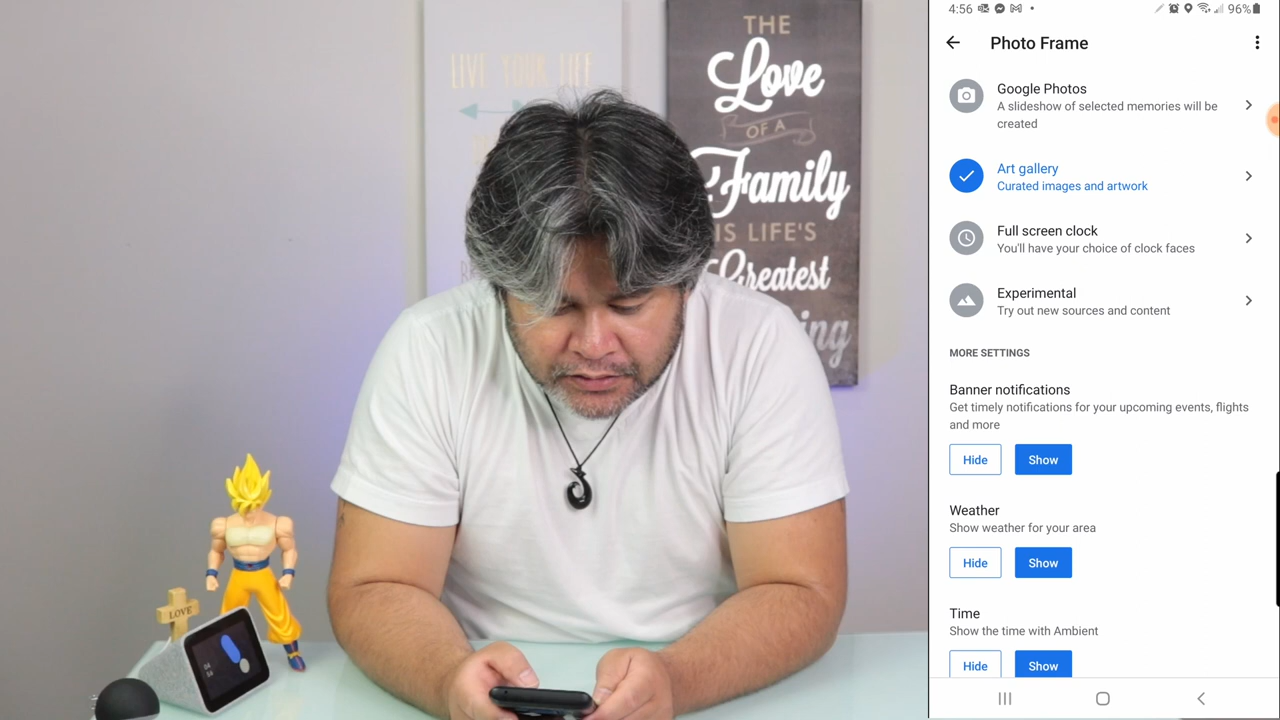 LIVE YOUR LIFE
THE
Love
OF A
Family
IS LIFE'S
Greatest
LOVE
4:56
96%
Photo Frame
Google Photos
A slideshow of selected memories will be
created
Art gallery
Curated images and artwork
Full screen clock
You'll have your choice of clock faces
Experimental
Try out new sources and content
MORE SETTINGS
Banner notifications
Get timely notifications for your upcoming events, flights
and more
Hide Show
Weather
Show weather for your area
Hide Show
Time
Show the time with Ambient
Hide Show